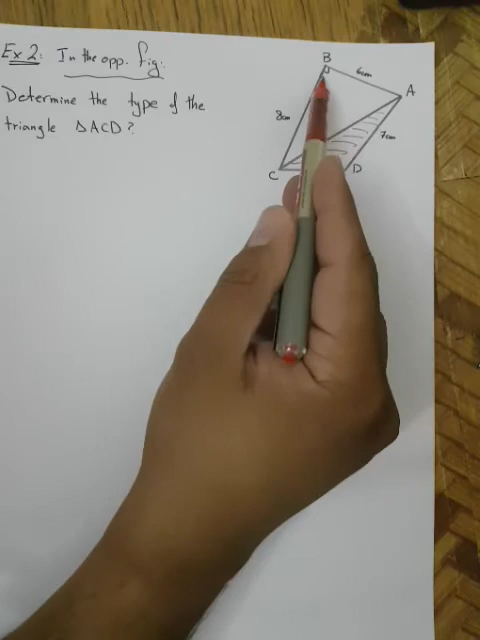 Ex 2: In the opp. fig.
Determine the type of the
triangle ΔACD?
B
6cm
A
8cm
7cm
C
D